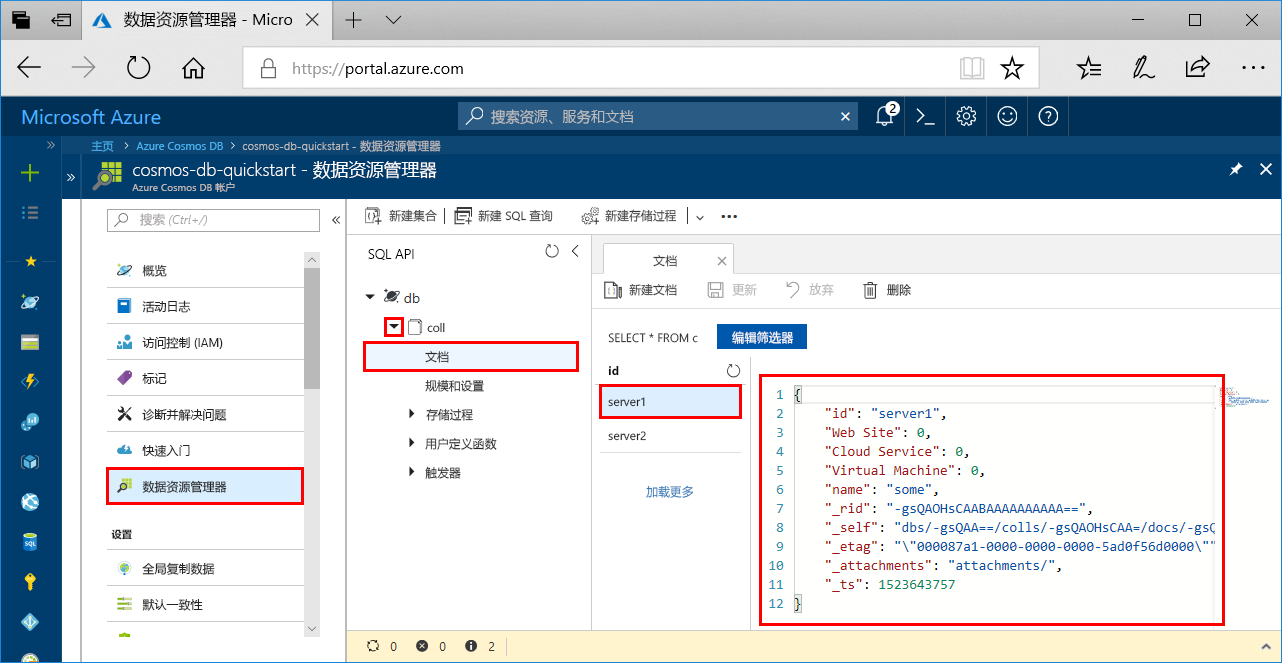 数据资源管理器 - Micro
https://portal.azure.com
Microsoft Azure
搜索资源、服务和文档
2
主页 > Azure Cosmos DB > cosmos-db-quickstart - 数据资源管理器
cosmos-db-quickstart - 数据资源管理器
Azure Cosmos DB 帐户
搜索 (Ctrl+/)
概览
活动日志
访问控制 (IAM)
标记
诊断并解决问题
快速入门
数据资源管理器
设置
全局复制数据
默认一致性
SQL
新建集合
新建 SQL 查询
新建存储过程
SQL API
db
coll
文档
规模和设置
存储过程
用户定义函数
触发器
文档
新建文档
更新
放弃
删除
SELECT * FROM c
编辑筛选器
id
server1
server2
加载更多
1 {
2 "id": "server1",
3 "Web Site": 0,
4 "Cloud Service": 0,
5 "Virtual Machine": 0,
6 "name": "some",
7 "_rid": "-gsQAOHsCAABAAAAAAAAAA==",
8 "_self": "dbs/-gsQAA==/colls/-gsQAOHsCAA=/docs/-gsQ
9 "_etag": "\"000087a1-0000-0000-0000-5ad0f56d0000\""
10 "_attachments": "attachments/",
11 "_ts": 1523643757
12 }
0 0 2